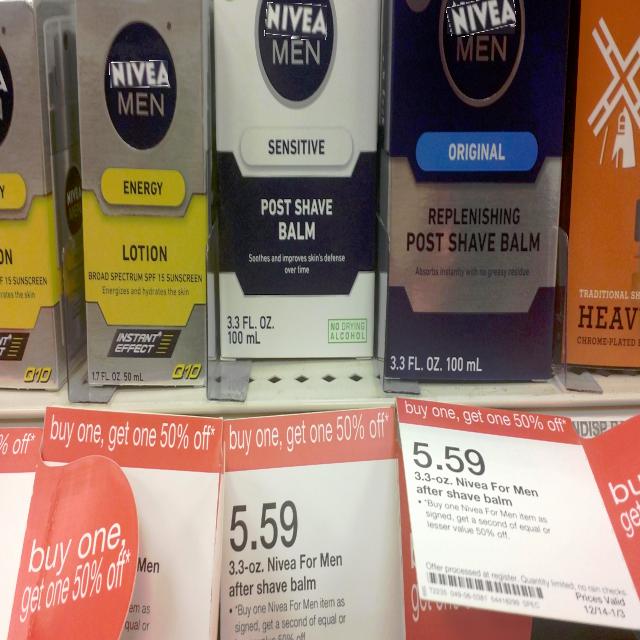 NIVEA
MEN
ENERGY
LOTION
BROAD SPECTRUM SPF 15 SUNSCREEN
Energizes and hydrates the skin
INSTANT
EFFECT
Q10
1.7 FL. OZ. 50 mL
Q10
NIVEA
MEN
SENSITIVE
POST SHAVE
BALM
Soothes and improves skin's defense
over time
3.3 FL. OZ.
100 mL
NO DRYING
ALCOHOL
NIVEA
MEN
ORIGINAL
REPLENISHING
POST SHAVE BALM
Absorbs instantly with no greasy residue
3.3 FL. OZ. 100 mL
TRADITIONAL SH
HEAV
CHROME-PLATED
% off*
buy one, get one 50% off*
buy one,
get one 50% off*
Men
em as
qual or
buy one, get one 50% off*
5.59
3.3-oz. Nivea For Men
after shave balm
• *Buy one Nivea For Men item as
signed, get a second of equal or
50% off.
buy one, get one 50% off*
5.59
3.3-oz. Nivea For Men
after shave balm
• *Buy one Nivea For Men item as
signed, get a second of equal or
lesser value 50% off.
Offer processed at register. Quantity limited, no rain checks.
Prices Valid
12/14-1/3
bu
get